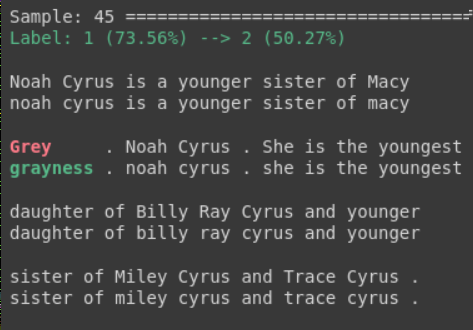 Sample: 45 ================================
Label: 1 (73.56%) --> 2 (50.27%)
Noah Cyrus is a younger sister of Macy
noah cyrus is a younger sister of macy
Grey . Noah Cyrus . She is the youngest
grayness . noah cyrus . she is the youngest
daughter of Billy Ray Cyrus and younger
daughter of billy ray cyrus and younger
sister of Miley Cyrus and Trace Cyrus .
sister of miley cyrus and trace cyrus .